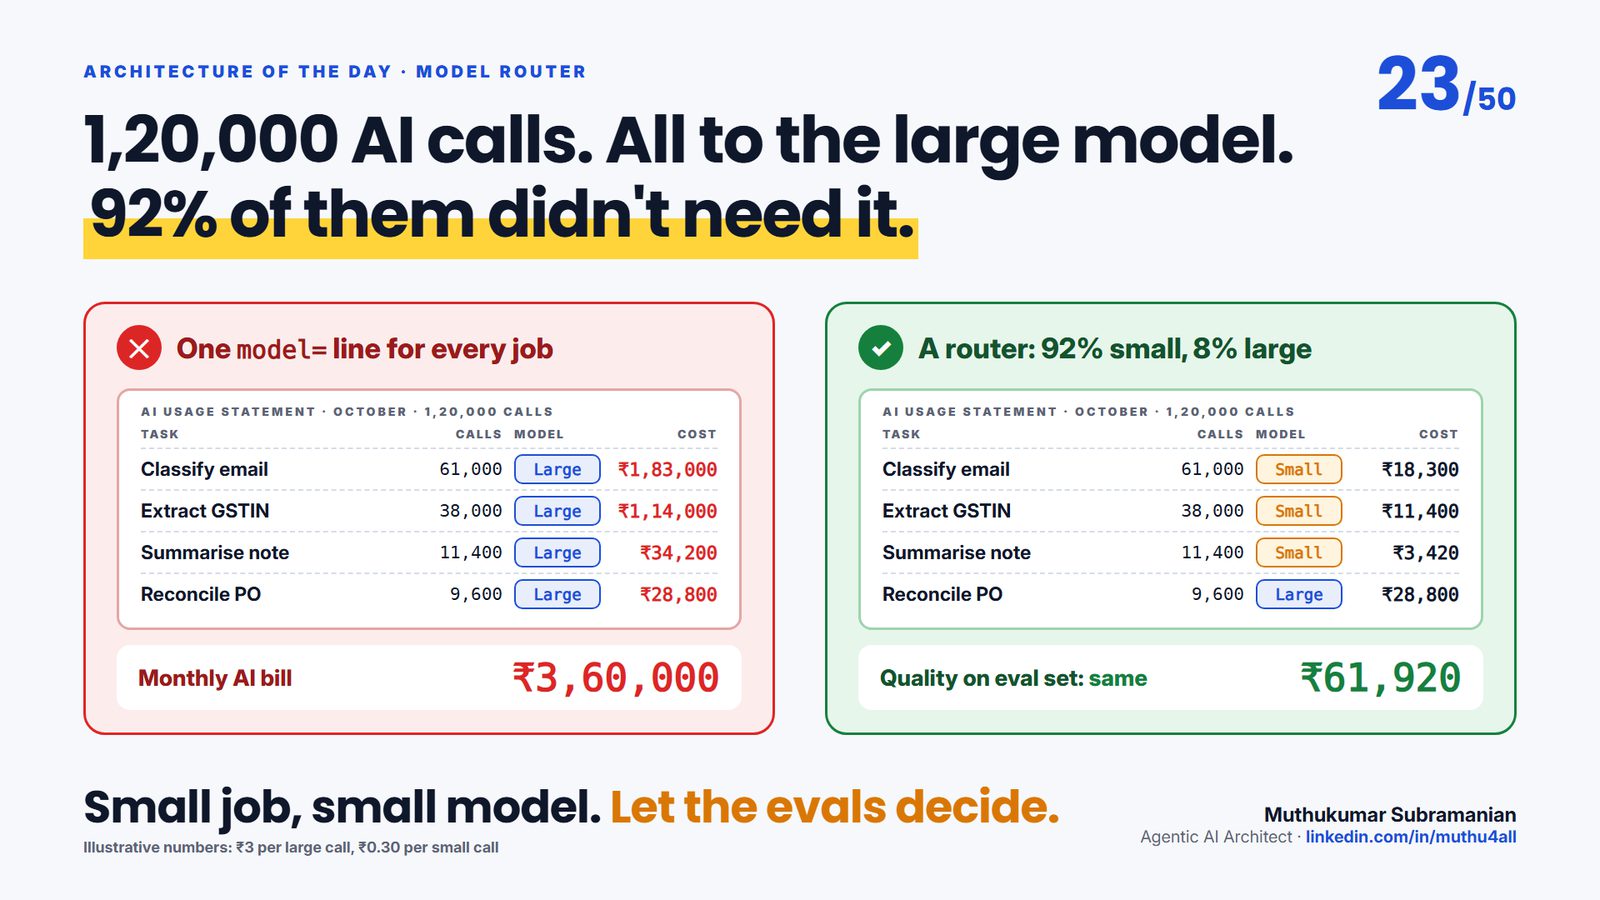 ARCHITECTURE OF THE DAY · MODEL ROUTER
23/50
1,20,000 AI calls. All to the large model.
92% of them didn't need it.
One model= line for every job
AI USAGE STATEMENT · OCTOBER · 1,20,000 CALLS
TASK CALLS MODEL COST
Classify email 61,000 Large ₹1,83,000
Extract GSTIN 38,000 Large ₹1,14,000
Summarise note 11,400 Large ₹34,200
Reconcile PO 9,600 Large ₹28,800
Monthly AI bill ₹3,60,000
A router: 92% small, 8% large
AI USAGE STATEMENT · OCTOBER · 1,20,000 CALLS
TASK CALLS MODEL COST
Classify email 61,000 Small ₹18,300
Extract GSTIN 38,000 Small ₹11,400
Summarise note 11,400 Small ₹3,420
Reconcile PO 9,600 Large ₹28,800
Quality on eval set: same ₹61,920
Small job, small model. Let the evals decide.
Illustrative numbers: ₹3 per large call, ₹0.30 per small call
Muthukumar Subramanian
Agentic AI Architect · linkedin.com/in/muthu4all